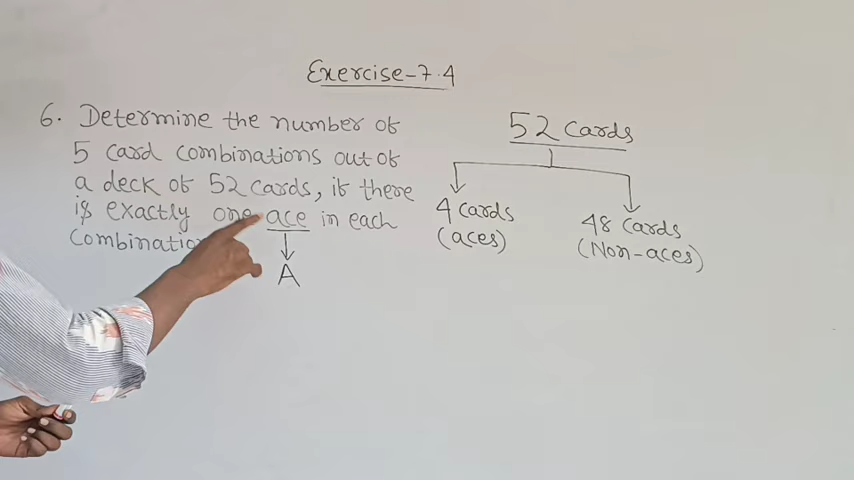 Exercise-7.4
6. Determine the number of
5 card combinations out of
a deck of 52 cards, if there
is exactly one ace in each
combination
A
52 cards
4 cards
(aces)
48 cards
(Non-aces)